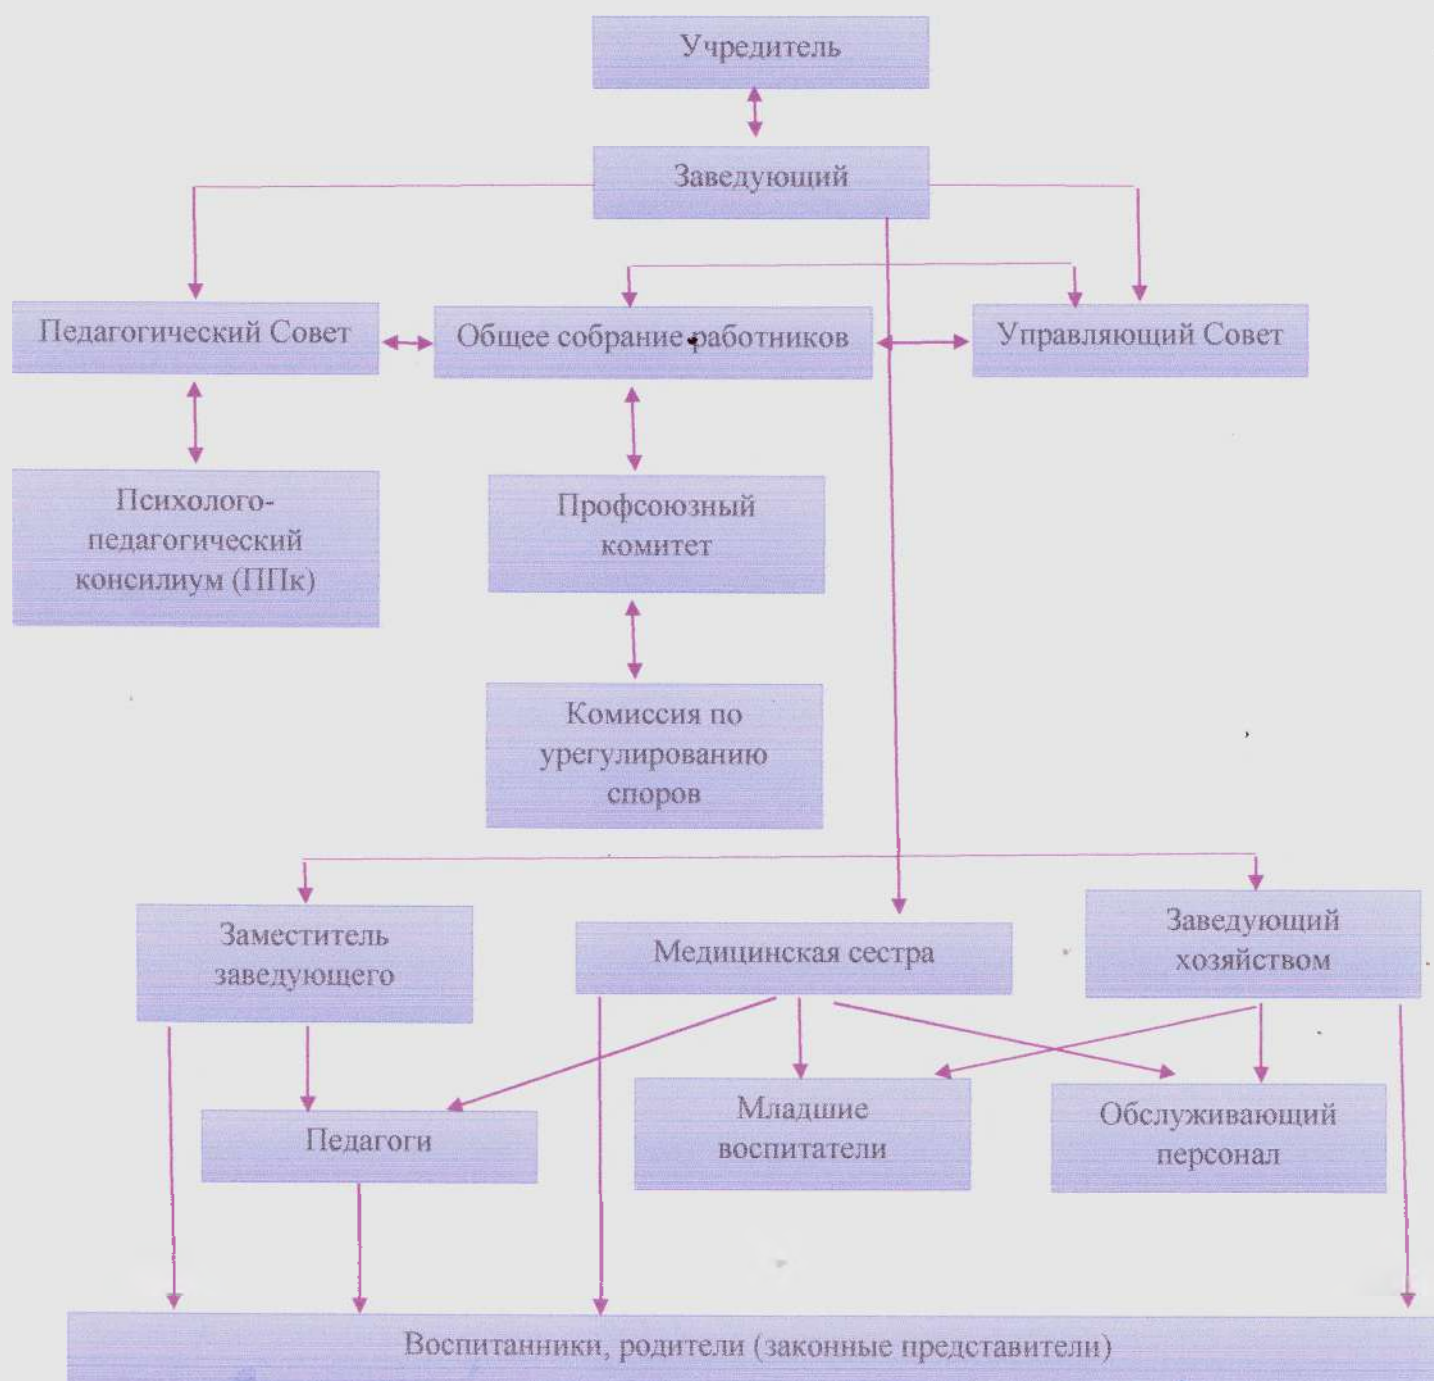 Учредитель
Заведующий
Педагогический Совет
Общее собрание работников
Управляющий Совет
Психолого-
педагогический
консилиум (ППк)
Профсоюзный
комитет
Комиссия по
урегулированию
споров
Заместитель
заведующего
Медицинская сестра
Заведующий
хозяйством
Педагоги
Младшие
воспитатели
Обслуживающий
персонал
Воспитанники, родители (законные представители)